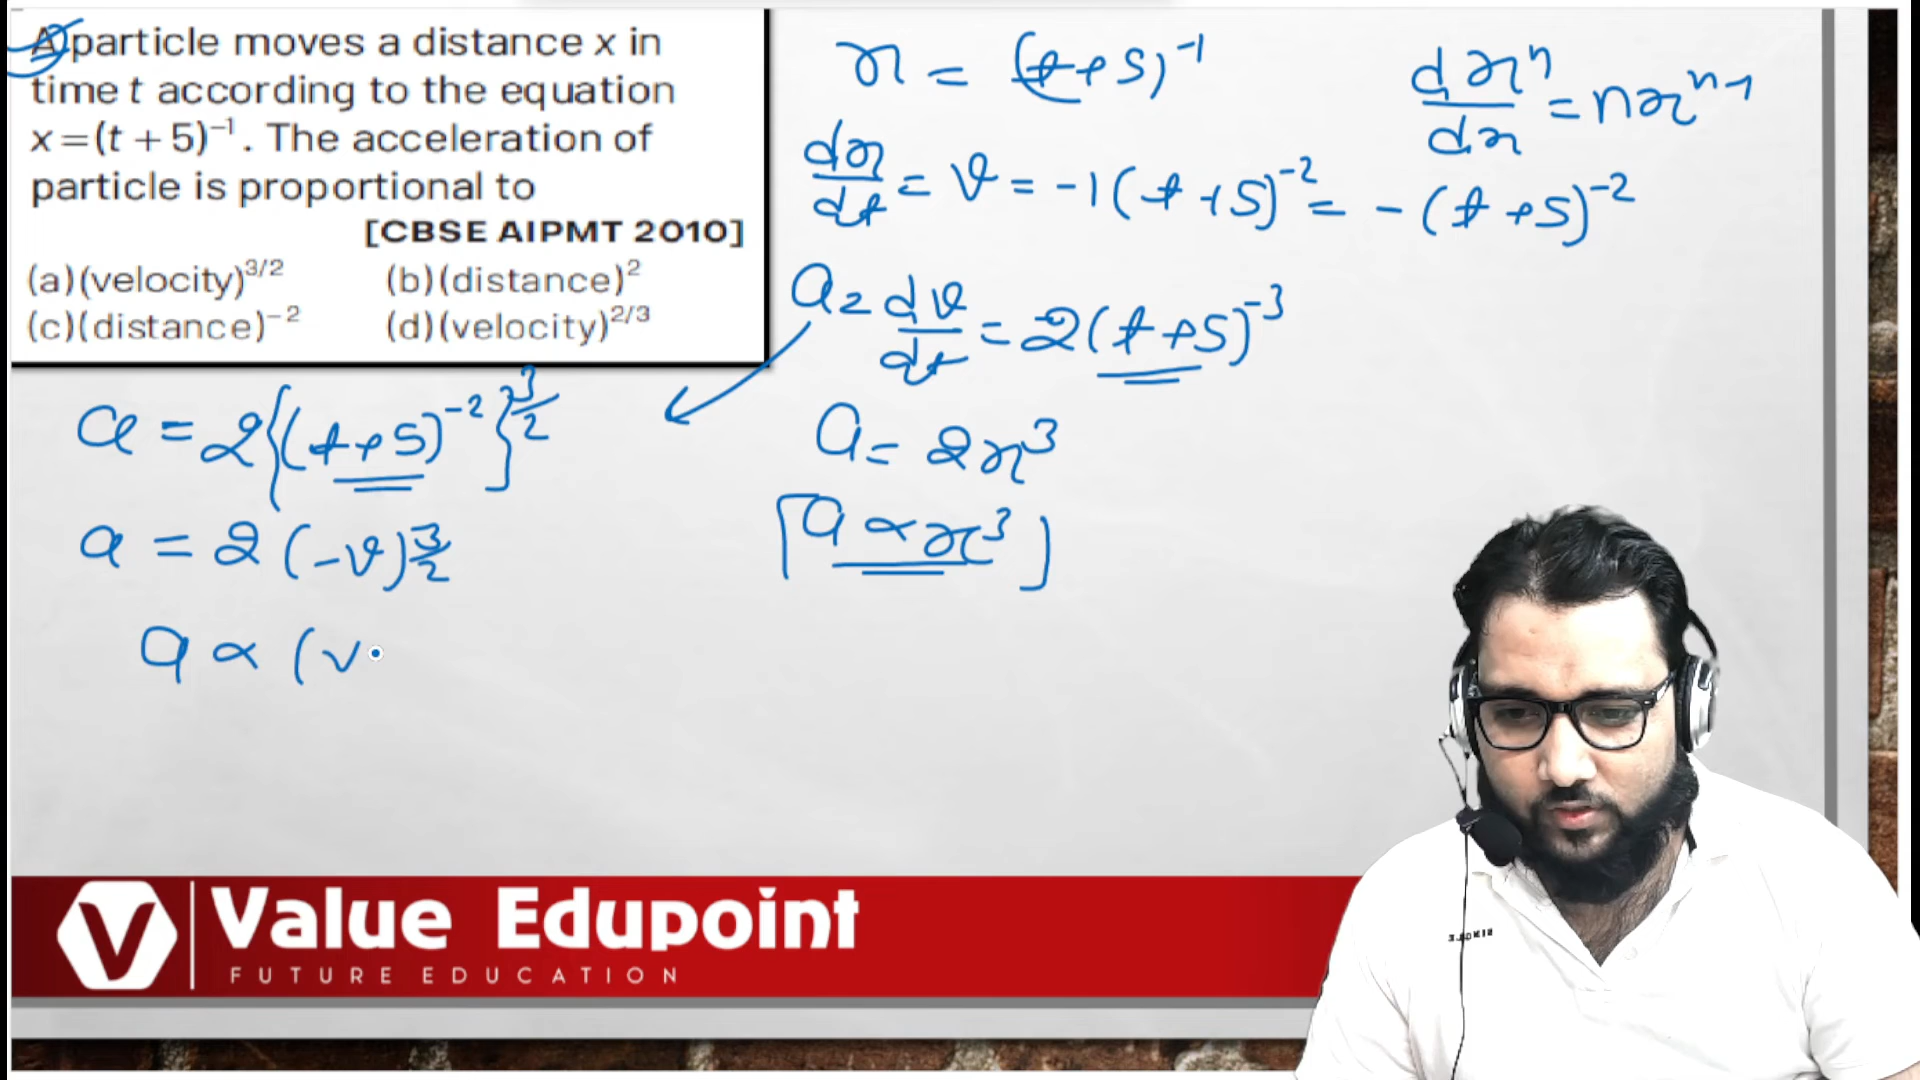 A particle moves a distance x in
time t according to the equation
x=(t + 5)⁻¹. The acceleration of
particle is proportional to
[CBSE AIPMT 2010]
(a)(velocity)^3/2 (b)(distance)²
(c)(distance)⁻² (d)(velocity)^2/3
x = (t+5)⁻¹
dxⁿ/dx = nxⁿ⁻¹
dx/dt = v = -1(t+5)⁻² = -(t+5)⁻²
a = dv/dt = 2(t+5)⁻³
a = 2x³
[a ∝ x³]
a = 2{(t+5)⁻²}^3/2
a = 2(-v)^3/2
a ∝ (v
Value Edupoint
FUTURE EDUCATION